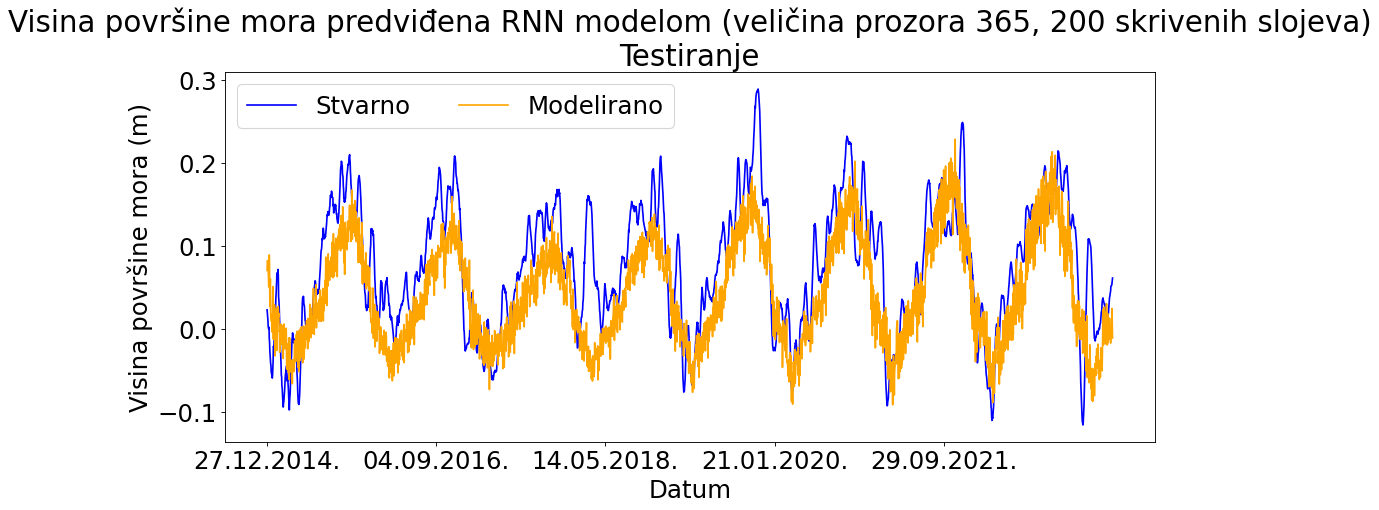 Visina površine mora predviđena RNN modelom (veličina prozora 365, 200 skrivenih slojeva)
Testiranje
Stvarno
Modelirano
Visina površine mora (m)
0.3
0.2
0.1
0.0
−0.1
27.12.2014.
04.09.2016.
14.05.2018.
21.01.2020.
29.09.2021.
Datum